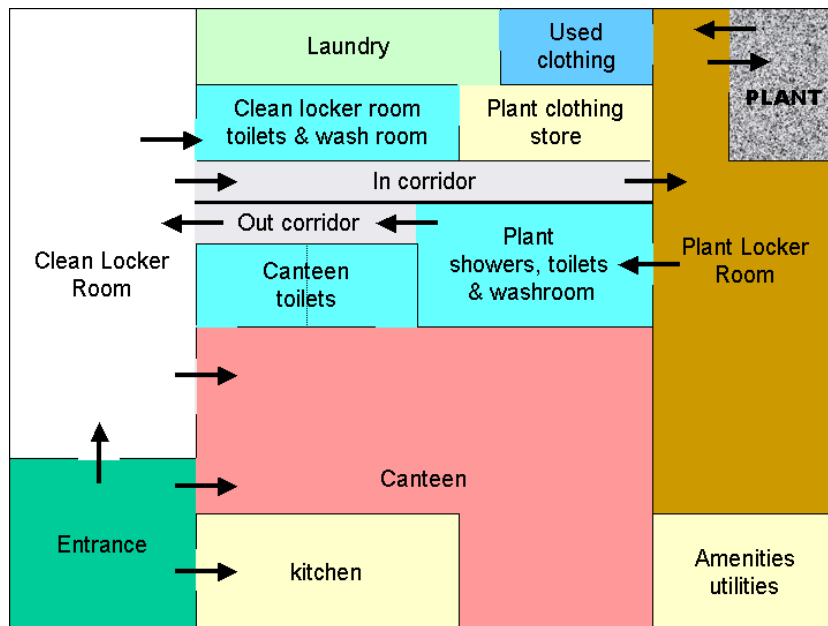 Laundry
Used
clothing
PLANT
Clean locker room
toilets & wash room
Plant clothing
store
In corridor
Out corridor
Clean Locker
Room
Canteen
toilets
Plant
showers, toilets
& washroom
Plant Locker
Room
Canteen
Entrance
kitchen
Amenities
utilities